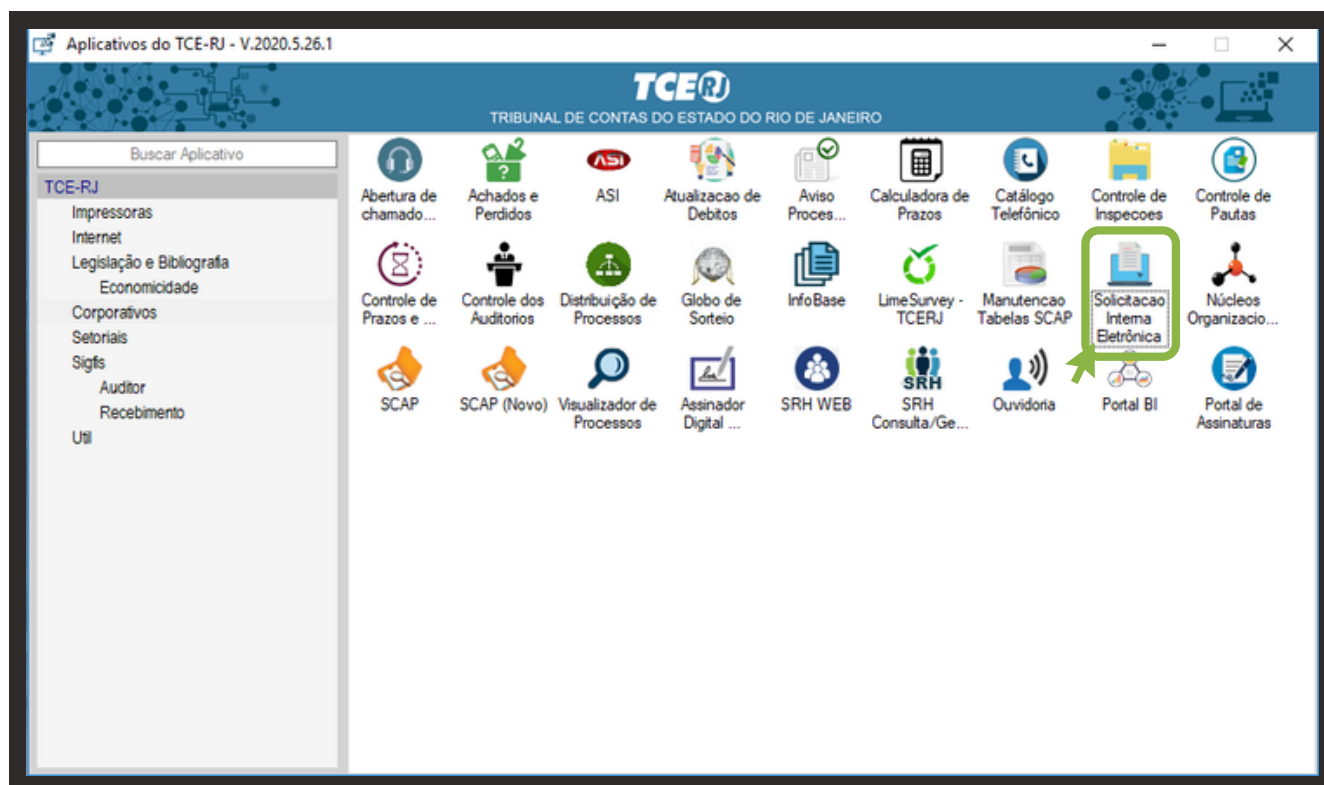 Aplicativos do TCE-RJ - V.2020.5.26.1
TCERJ
TRIBUNAL DE CONTAS DO ESTADO DO RIO DE JANEIRO
Buscar Aplicativo
TCE-RJ
Impressoras
Internet
Legislação e Bibliografia
Economicidade
Corporativos
Setoriais
Sigfis
Auditor
Recebimento
Util
Abertura de
chamado...
Achados e
Perdidos
ASI
ASI
Atualizacao de
Debitos
Aviso
Proces...
Calculadora de
Prazos
Catálogo
Telefônico
Controle de
Inspecoes
Controle de
Pautas
Controle de
Prazos e ...
Controle dos
Auditorios
Distribuição de
Processos
Globo de
Sorteio
InfoBase
LimeSurvey -
TCERJ
Manutencao
Tabelas SCAP
Solicitacao
Interna
Eletrônica
Núcleos
Organizacio...
SCAP
SCAP (Novo)
Visualizador de
Processos
Assinador
Digital ...
SRH WEB
SRH
SRH
Consulta/Ge...
Ouvidoria
Portal BI
Portal de
Assinaturas